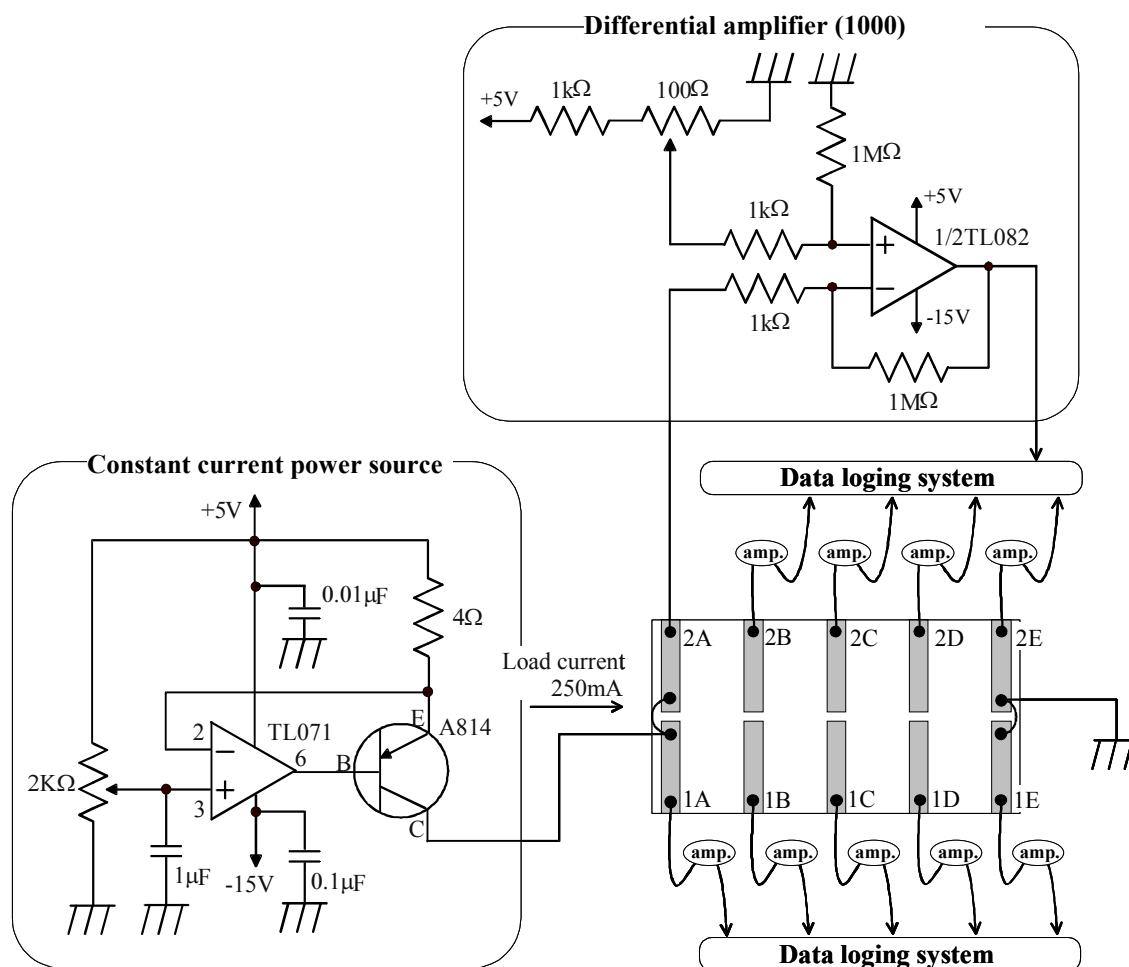 Differential amplifier (1000)
+5V
1kΩ
100Ω
1MΩ
1kΩ
+5V
1/2TL082
+
−
1kΩ
-15V
1MΩ
Constant current power source
+5V
0.01μF
4Ω
TL071
E
A814
2
−
6
B
2KΩ
+
3
C
1μF
-15V
0.1μF
Load current
250mA
Data loging system
amp.
amp.
amp.
amp.
2A
2B
2C
2D
2E
1A
1B
1C
1D
1E
amp.
amp.
amp.
amp.
amp.
Data loging system